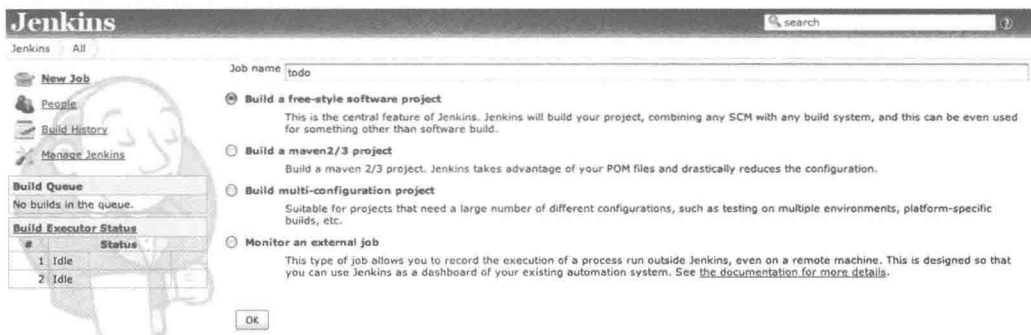 Jenkins
search
Jenkins All
New Job
People
Build History
Manage Jenkins
Build Queue
No builds in the queue.
Build Executor Status
# Status
1 Idle
2 Idle
Job name todo
Build a free-style software project
This is the central feature of Jenkins. Jenkins will build your project, combining any SCM with any build system, and this can be even used
for something other than software build.
Build a maven2/3 project
Build a maven 2/3 project. Jenkins takes advantage of your POM files and drastically reduces the configuration.
Build multi-configuration project
Suitable for projects that need a large number of different configurations, such as testing on multiple environments, platform-specific
builds, etc.
Monitor an external job
This type of job allows you to record the execution of a process run outside Jenkins, even on a remote machine. This is designed so that
you can use Jenkins as a dashboard of your existing automation system. See the documentation for more details.
OK